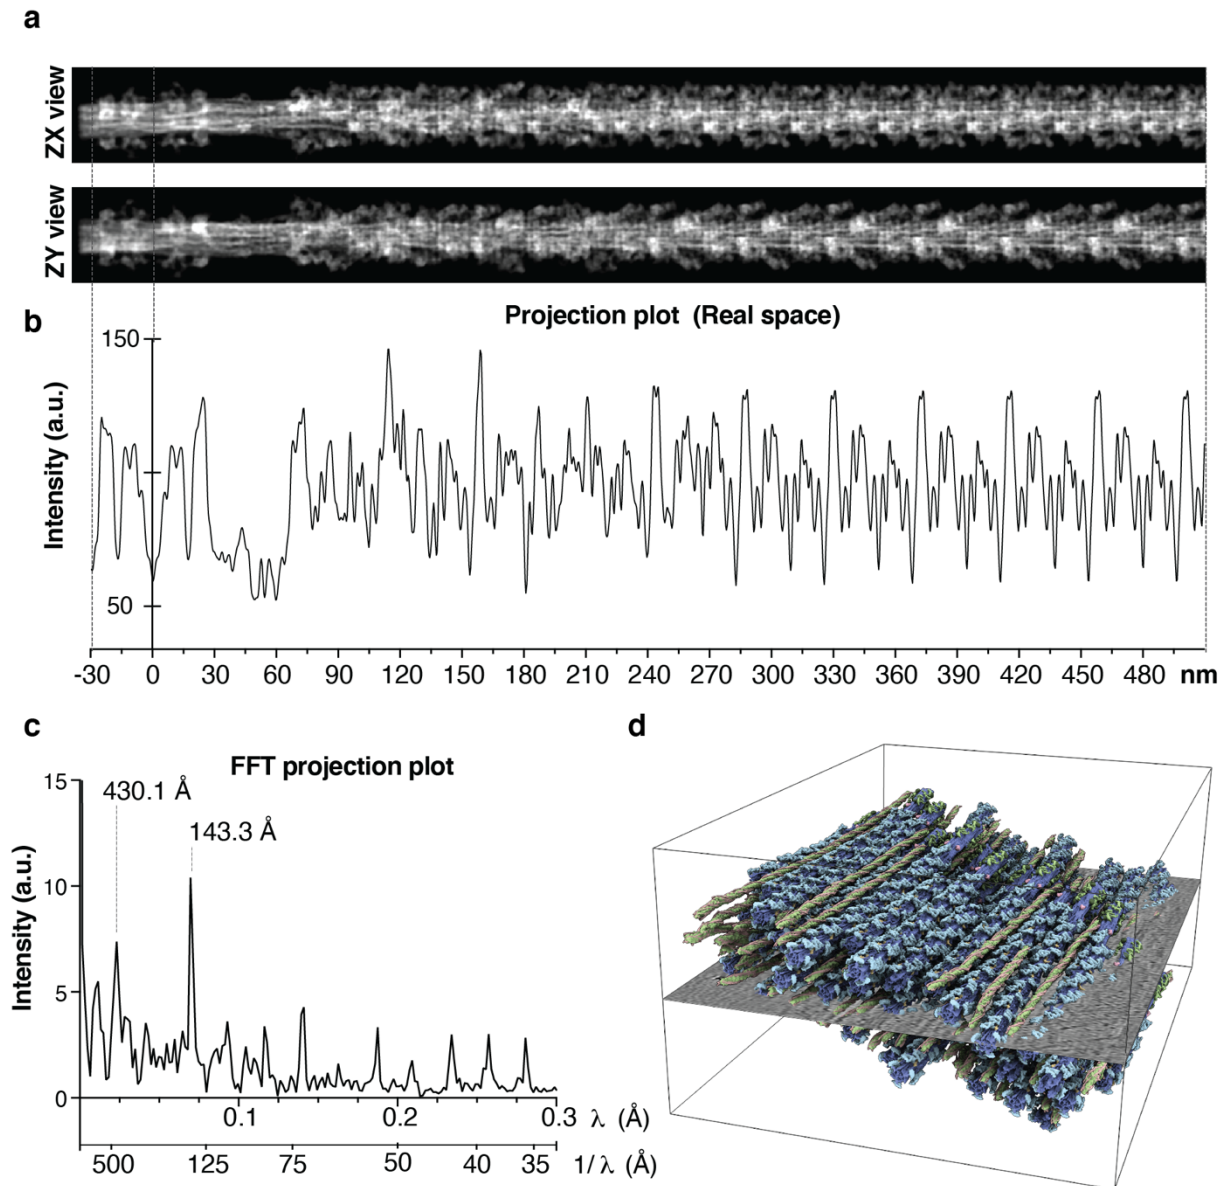 a
ZX view
ZY view
b
Projection plot (Real space)
Intensity (a.u.)
150
50
-30 0 30 60 90 120 150 180 210 240 270 300 330 360 390 420 450 480 nm
c
FFT projection plot
430.1 Å
143.3 Å
Intensity (a.u.)
15
10
5
0
0.1 0.2 0.3 λ (Å)
500 125 75 50 40 35 1/λ (Å)
d